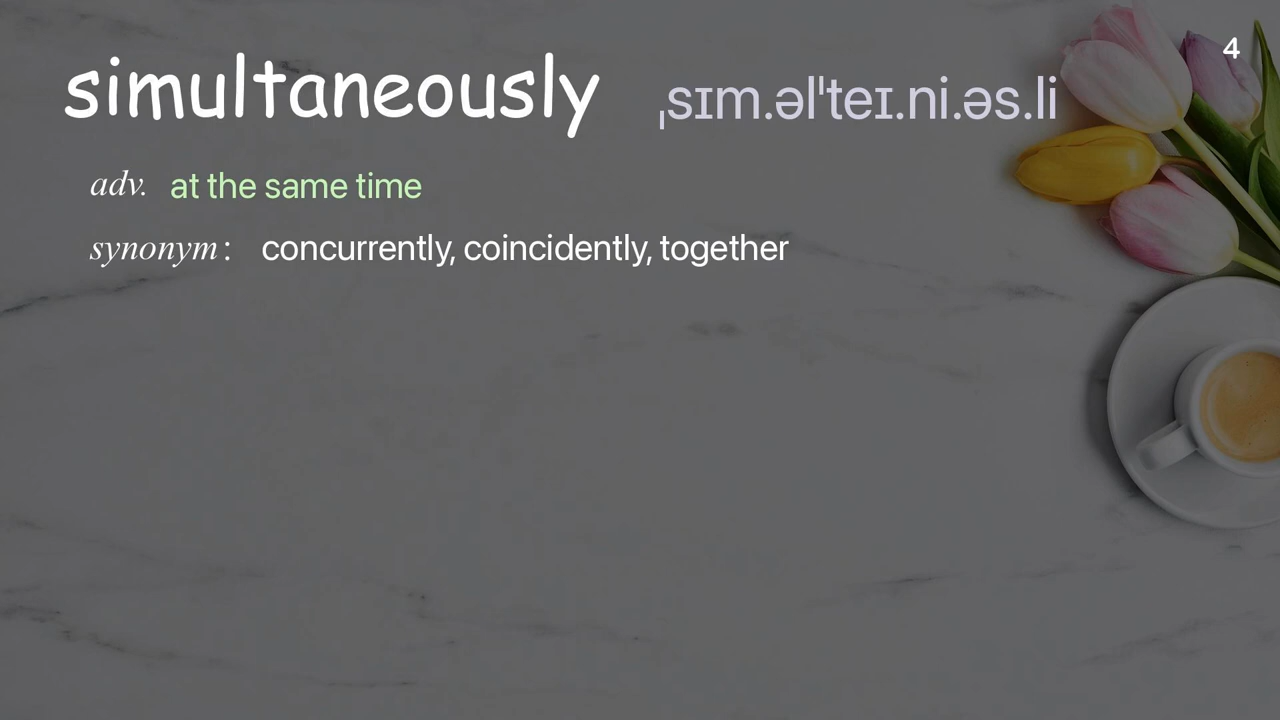 4
simultaneously ˌsɪm.əlˈteɪ.ni.əs.li
adv. at the same time
synonym : concurrently, coincidently, together